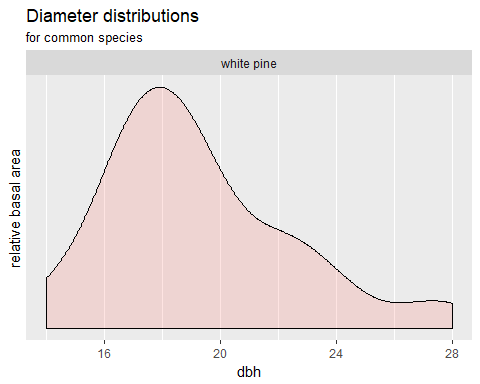 Diameter distributions
for common species
white pine
relative basal area
16 20 24 28
dbh